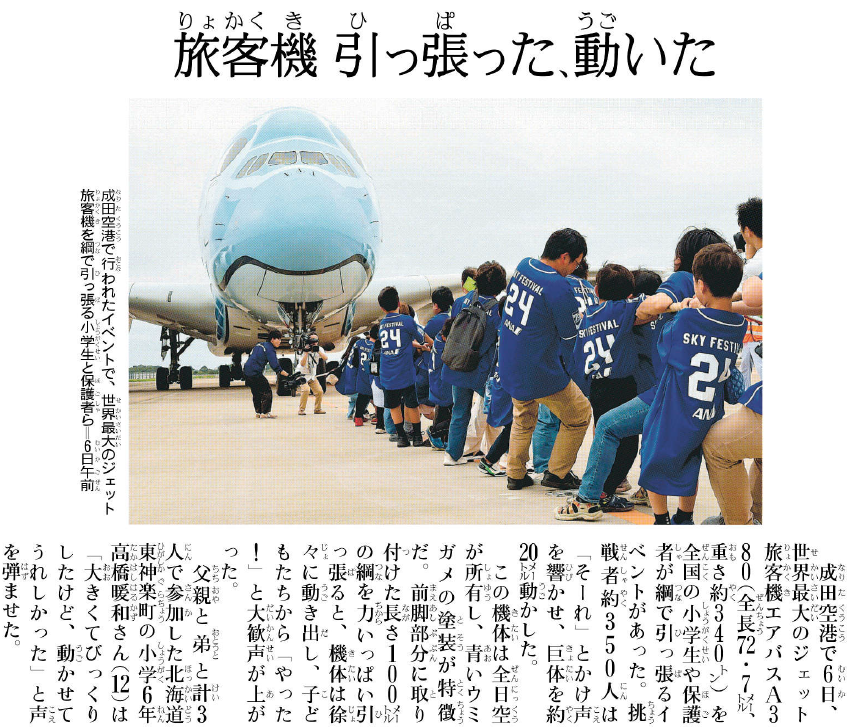 りょかくき ひ ぱ うご
旅客機 引っ張った、動いた
SKY FESTIVAL
24
ANA
SKY FESTIVAL
24
成田空港で行われたイベントで、世界最大のジェット
旅客機を綱で引っ張る小学生と保護者ら=6日午前
成田空港で6日、
世界最大のジェット
旅客機エアバスA3
80(全長72・7㍍、
重さ約340㌧)を
全国の小学生や保護
者が綱で引っ張るイ
ベントがあった。挑
戦者約350人は
「そーれ」とかけ声
を響かせ、巨体を約
20㍍動かした。
この機体は全日空
が所有し、青いウミ
ガメの塗装が特徴
だ。前脚部分に取り
付けた長さ100㍍
の綱を力いっぱい引
っ張ると、機体は徐
々に動き出し、子ど
もたちから「やった
!」と大歓声が上が
った。
父親と弟と計3
人で参加した北海道
東神楽町の小学6年
高橋暖和さん(12)は
「大きくてびっくり
したけど、動かせて
うれしかった」と声
を弾ませた。